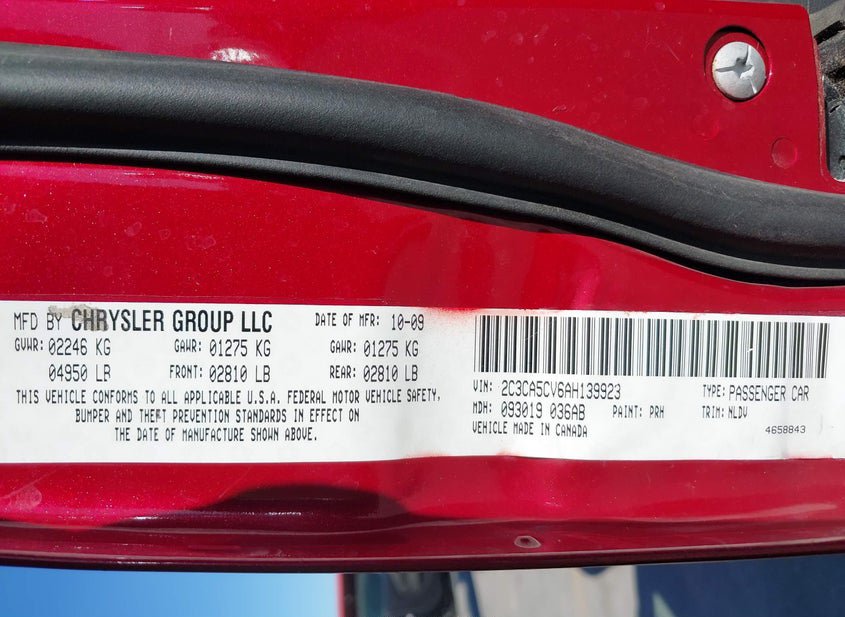 MFD BY CHRYSLER GROUP LLC DATE OF MFR: 10-09
GVWR: 02246 KG GAWR: 01275 KG GAWR: 01275 KG
04950 LB FRONT: 02810 LB REAR: 02810 LB
THIS VEHICLE CONFORMS TO ALL APPLICABLE U.S.A. FEDERAL MOTOR VEHICLE SAFETY,
BUMPER AND THEFT PREVENTION STANDARDS IN EFFECT ON
THE DATE OF MANUFACTURE SHOWN ABOVE.
VIN: 2C3CA5CV6AH139923 TYPE: PASSENGER CAR
MDH: 093019 036AB PAINT: PRH TRIM: NLDV
VEHICLE MADE IN CANADA 4658843